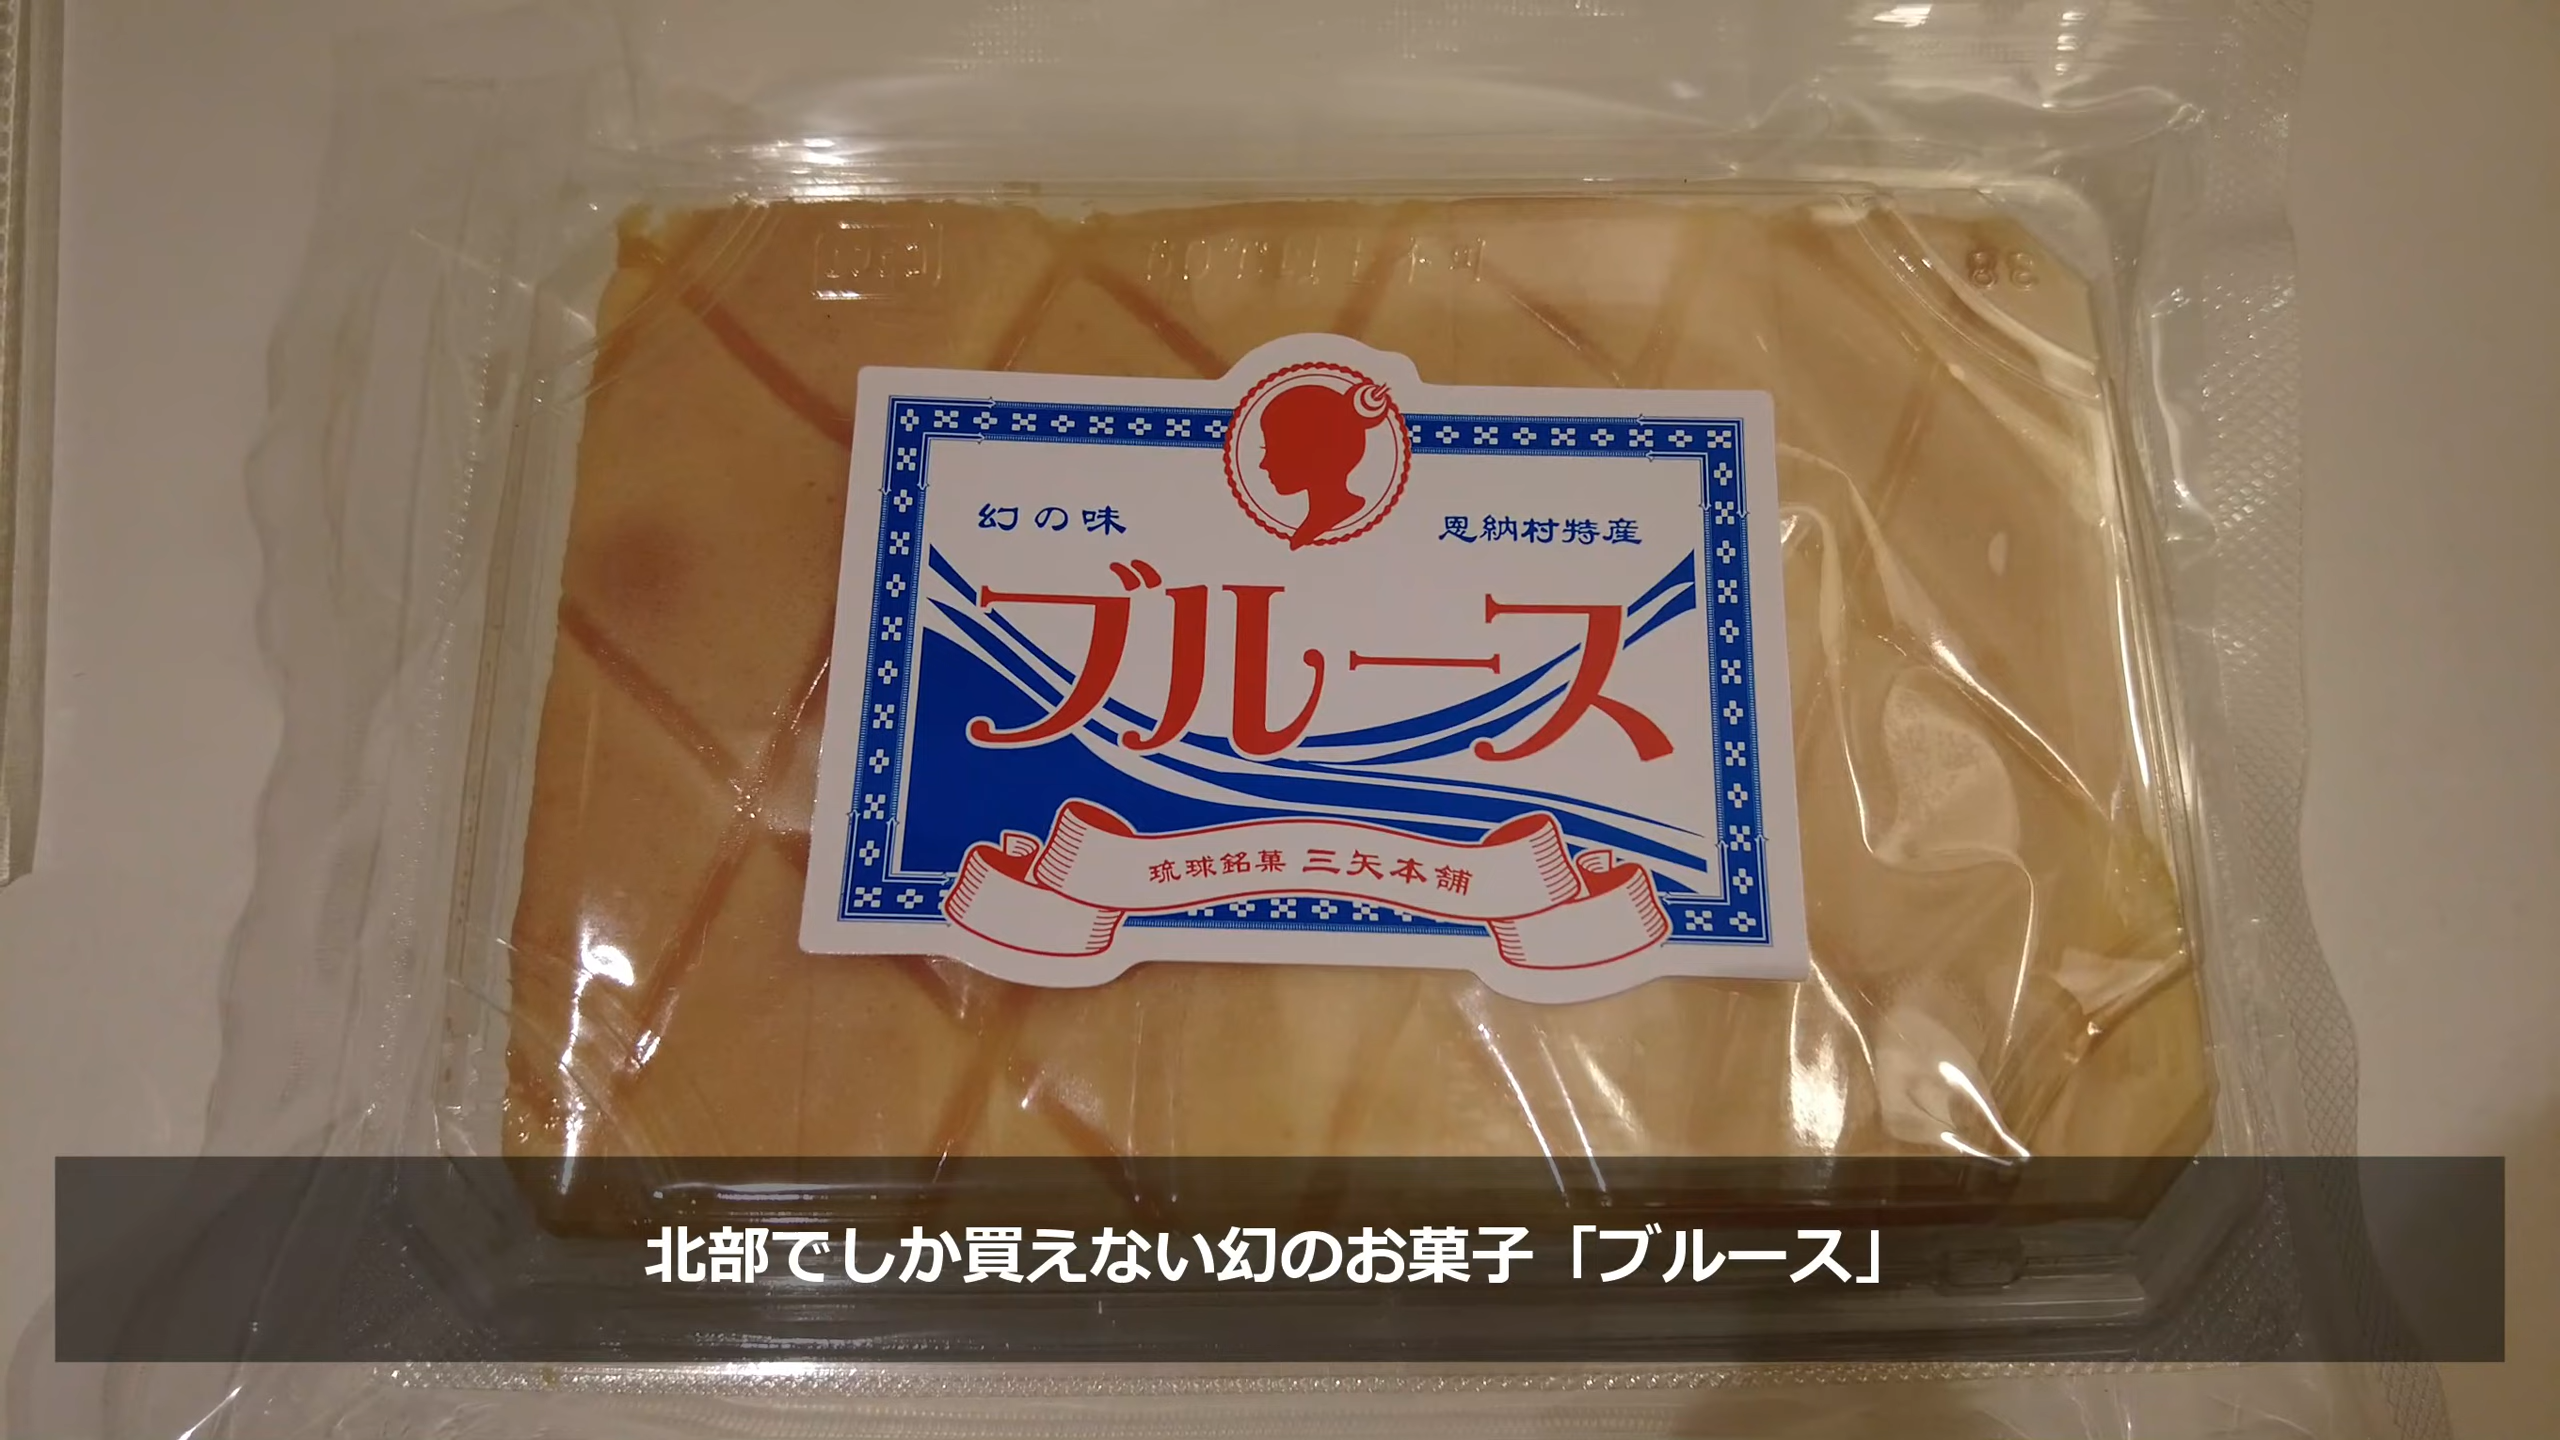 幻の味
恩納村特産
ブルース
琉球銘菓 三矢本舗
北部でしか買えない幻のお菓子「ブルース」